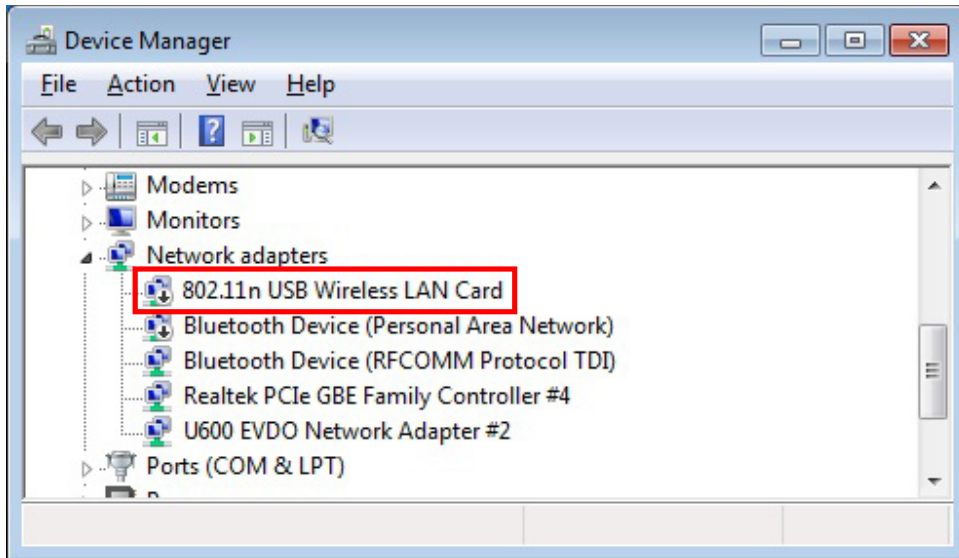 Device Manager
File Action View Help
Modems
Monitors
Network adapters
802.11n USB Wireless LAN Card
Bluetooth Device (Personal Area Network)
Bluetooth Device (RFCOMM Protocol TDI)
Realtek PCIe GBE Family Controller #4
U600 EVDO Network Adapter #2
Ports (COM & LPT)